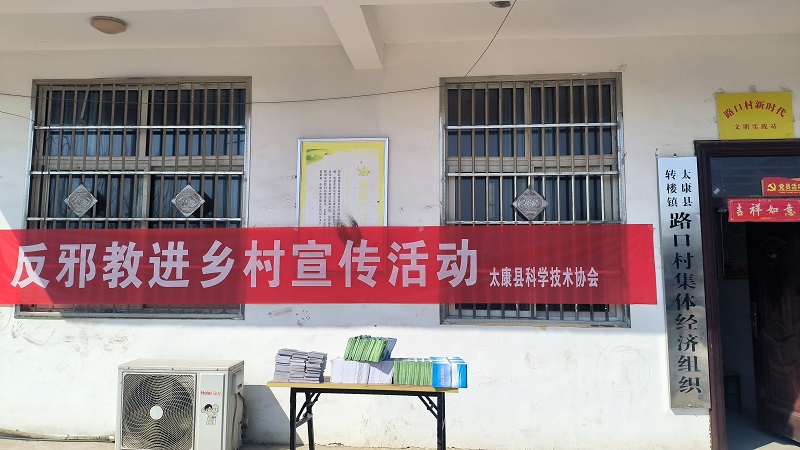 路口村新时代
文明实践站
太康县
转楼镇
路口村集体经济组织
吉祥如意
反邪教进乡村宣传活动 太康县科学技术协会
Haier